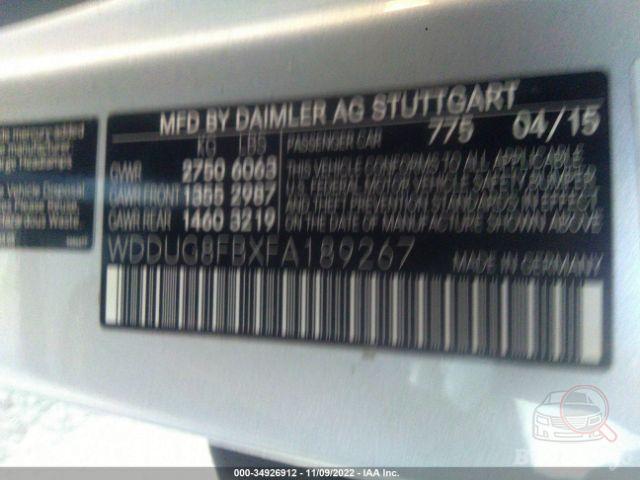 MFD BY DAIMLER AG STUTTGART
KG LBS PASSENGER CAR 775 04/15
GVWR 2750 6063
GAWR FRONT 1355 2987
GAWR REAR 1460 3219
THIS VEHICLE CONFORMS TO ALL APPLICABLE
U.S. FEDERAL MOTOR VEHICLE SAFETY BUMPER
AND THEFT PREVENTION STANDARDS IN EFFECT
ON THE DATE OF MANUFACTURE SHOWN ABOVE
WDDUG8FBXFA189267
MADE IN GERMANY
000-34926912 - 11/09/2022 - IAA Inc.